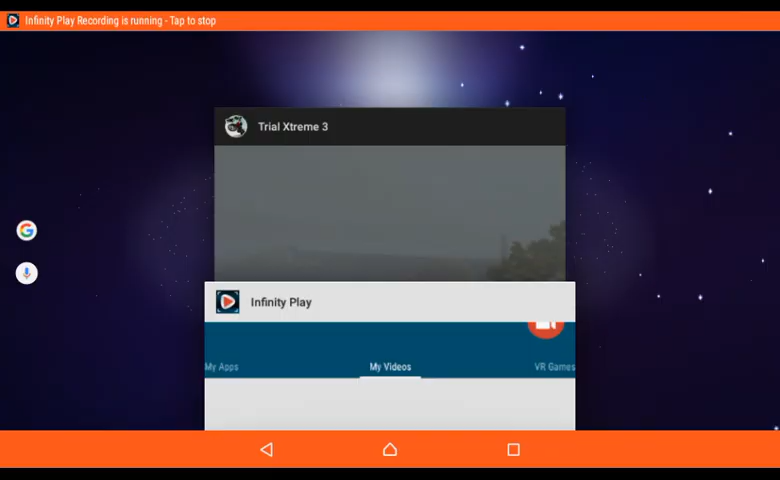 Infinity Play Recording is running - Tap to stop
Trial Xtreme 3
Infinity Play
My Apps
My Videos
VR Games